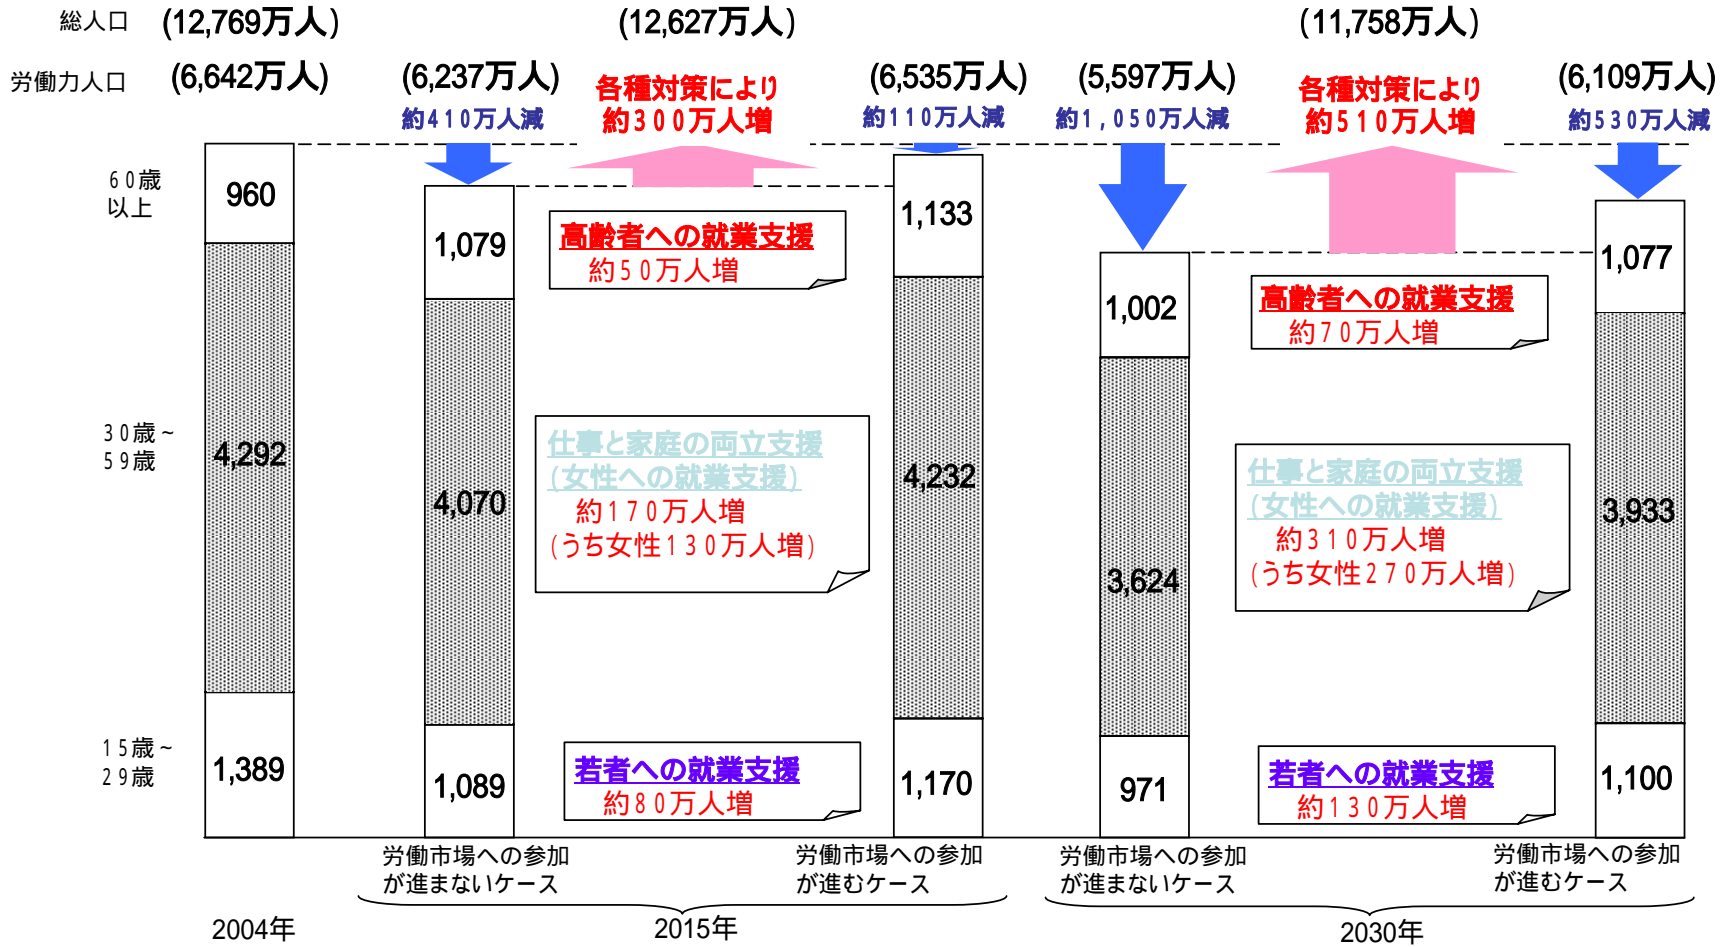 総人口 (12,769万人) (12,627万人) (11,758万人)
労働力人口 (6,642万人) (6,237万人) (6,535万人) (5,597万人) (6,109万人)
各種対策により
約300万人増
各種対策により
約510万人増
約410万人減 約110万人減 約1,050万人減 約530万人減
60歳
以上
960
1,079
1,133
1,002
1,077
高齢者への就業支援
約50万人増
高齢者への就業支援
約70万人増
30歳~
59歳
4,292
4,070
4,232
3,624
3,933
仕事と家庭の両立支援
(女性への就業支援)
約170万人増
(うち女性130万人増)
仕事と家庭の両立支援
(女性への就業支援)
約310万人増
(うち女性270万人増)
15歳~
29歳
1,389
1,089
1,170
971
1,100
若者への就業支援
約80万人増
若者への就業支援
約130万人増
労働市場への参加
が進まないケース
労働市場への参加
が進むケース
労働市場への参加
が進まないケース
労働市場への参加
が進むケース
2004年 2015年 2030年